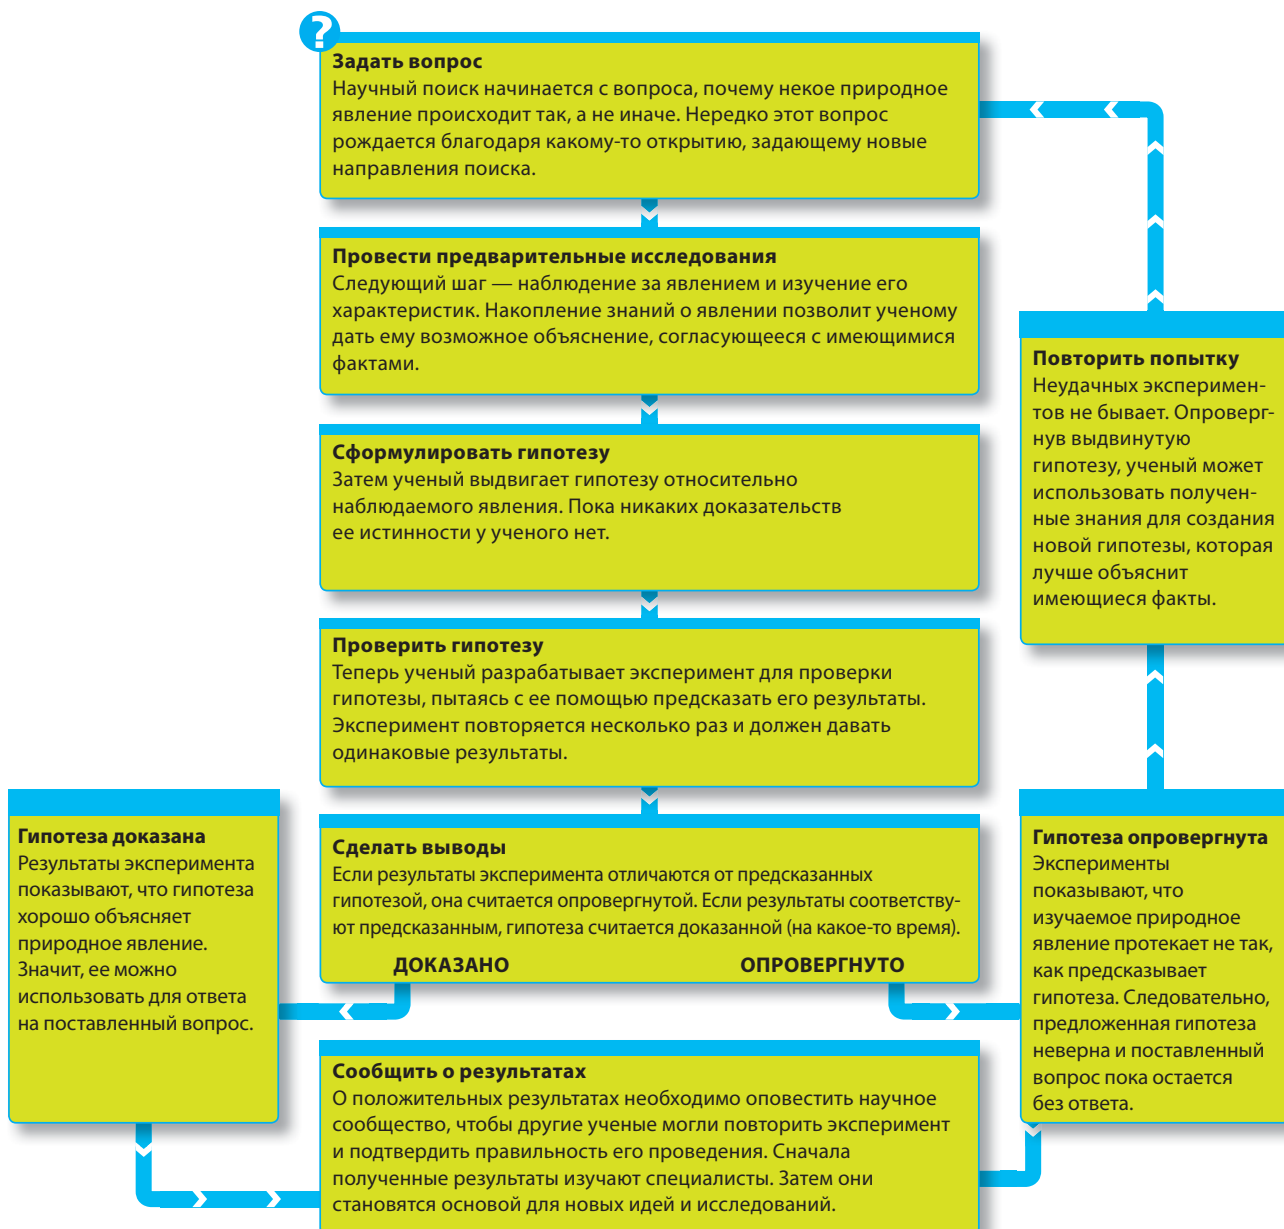 ?
Задать вопрос
Научный поиск начинается с вопроса, почему некое природное
явление происходит так, а не иначе. Нередко этот вопрос
рождается благодаря какому-то открытию, задающему новые
направления поиска.
Провести предварительные исследования
Следующий шаг — наблюдение за явлением и изучение его
характеристик. Накопление знаний о явлении позволит ученому
дать ему возможное объяснение, согласующееся с имеющимися
фактами.
Сформулировать гипотезу
Затем ученый выдвигает гипотезу относительно
наблюдаемого явления. Пока никаких доказательств
ее истинности у ученого нет.
Проверить гипотезу
Теперь ученый разрабатывает эксперимент для проверки
гипотезы, пытаясь с ее помощью предсказать его результаты.
Эксперимент повторяется несколько раз и должен давать
одинаковые результаты.
Сделать выводы
Если результаты эксперимента отличаются от предсказанных
гипотезой, она считается опровергнутой. Если результаты соответству-
ют предсказанным, гипотеза считается доказанной (на какое-то время).
ДОКАЗАНО ОПРОВЕРГНУТО
Гипотеза доказана
Результаты эксперимента
показывают, что гипотеза
хорошо объясняет
природное явление.
Значит, ее можно
использовать для ответа
на поставленный вопрос.
Сообщить о результатах
О положительных результатах необходимо оповестить научное
сообщество, чтобы другие ученые могли повторить эксперимент
и подтвердить правильность его проведения. Сначала
полученные результаты изучают специалисты. Затем они
становятся основой для новых идей и исследований.
Гипотеза опровергнута
Эксперименты
показывают, что
изучаемое природное
явление протекает не так,
как предсказывает
гипотеза. Следовательно,
предложенная гипотеза
неверна и поставленный
вопрос пока остается
без ответа.
Повторить попытку
Неудачных эксперимен-
тов не бывает. Опроверг-
нув выдвинутую
гипотезу, ученый может
использовать получен-
ные знания для создания
новой гипотезы, которая
лучше объяснит
имеющиеся факты.